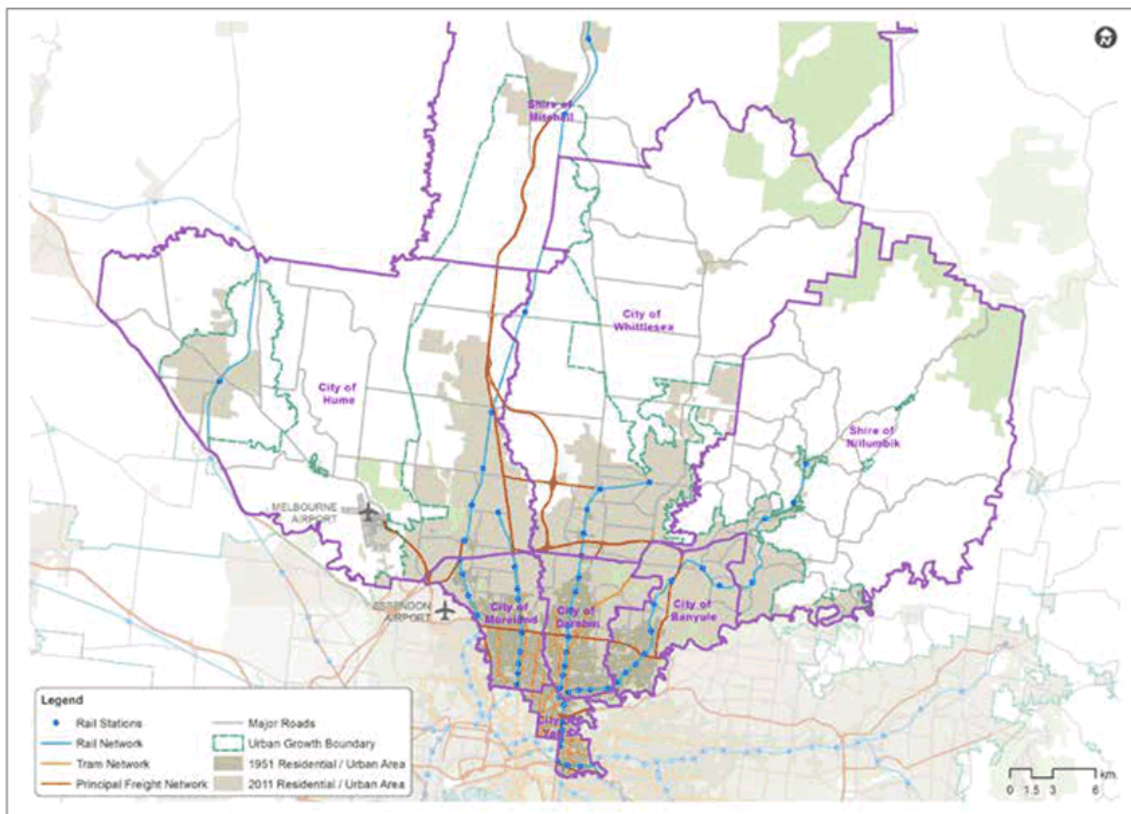 N
Shire of
Mitchell
City of
Whittlesea
City of
Hume
Shire of
Nillumbik
MELBOURNE
AIRPORT
ESSENDON
AIRPORT
City of
Moreland
City of
Darebin
City of
Banyule
City of
Yarra
Legend
Rail Stations
Rail Network
Tram Network
Principal Freight Network
Major Roads
Urban Growth Boundary
1951 Residential / Urban Area
2011 Residential / Urban Area
km
0 1.5 3 6